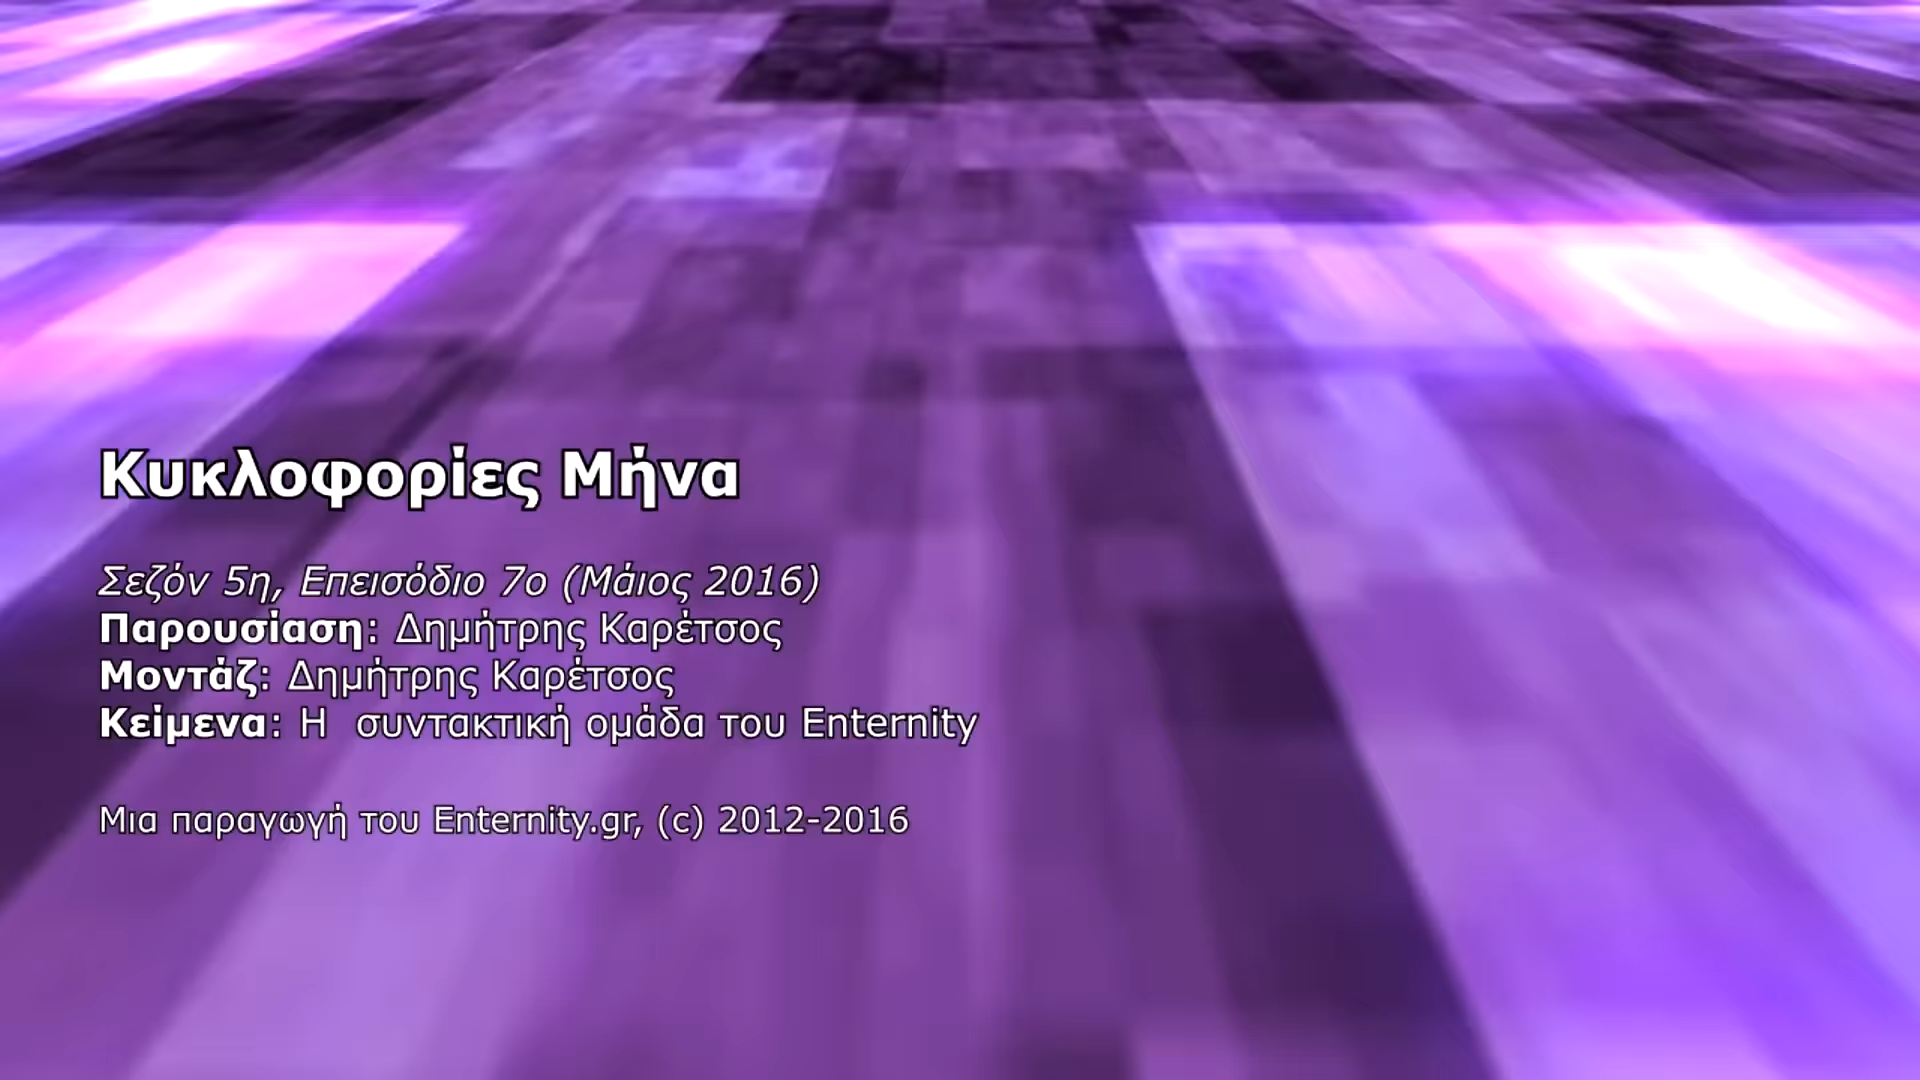 Κυκλοφορίες Μήνα
Σεζόν 5η, Επεισόδιο 7ο (Μάιος 2016)
Παρουσίαση: Δημήτρης Καρέτσος
Μοντάζ: Δημήτρης Καρέτσος
Κείμενα: Η  συντακτική ομάδα του Enternity
Μια παραγωγή του Enternity.gr, (c) 2012-2016